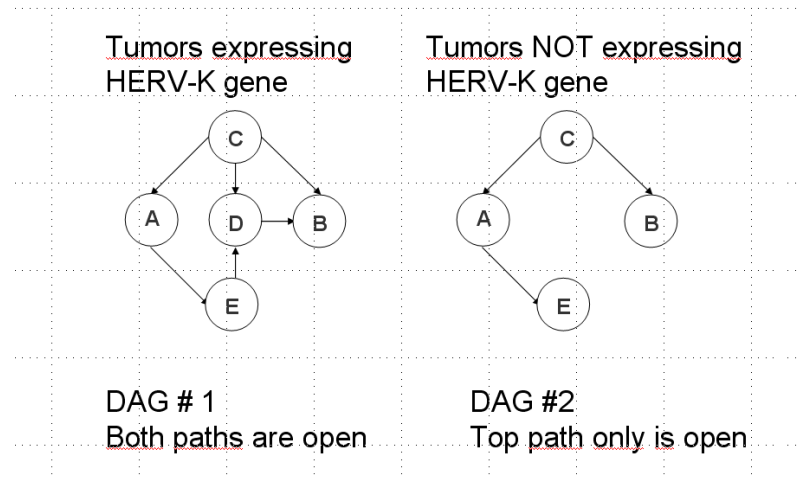 Tumors expressing
HERV-K gene
Tumors NOT expressing
HERV-K gene
C
A
D
B
E
C
A
B
E
DAG # 1
Both paths are open
DAG #2
Top path only is open